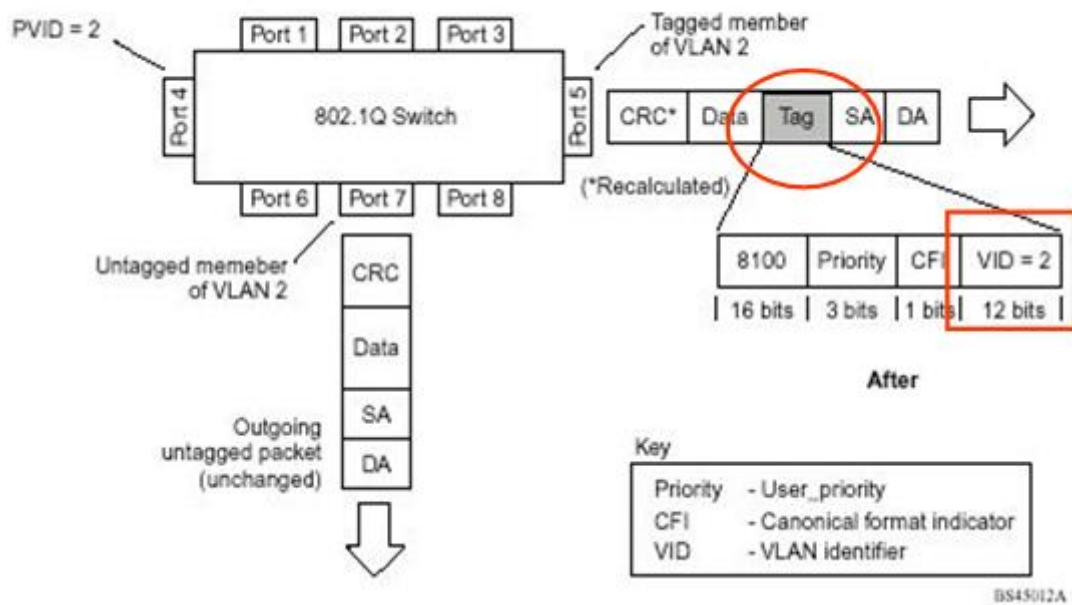 PVID = 2
Port 1
Port 2
Port 3
Tagged member
of VLAN 2
Port 4
802.1Q Switch
Port 5
CRC*
Data
Tag
SA
DA
(*Recalculated)
Port 6
Port 7
Port 8
Untagged memeber
of VLAN 2
8100
Priority
CFI
VID = 2
16 bits
3 bits
1 bits
12 bits
CRC
Data
SA
DA
Outgoing
untagged packet
(unchanged)
After
Key
Priority - User_priority
CFI - Canonical format indicator
VID - VLAN identifier
BS45012A